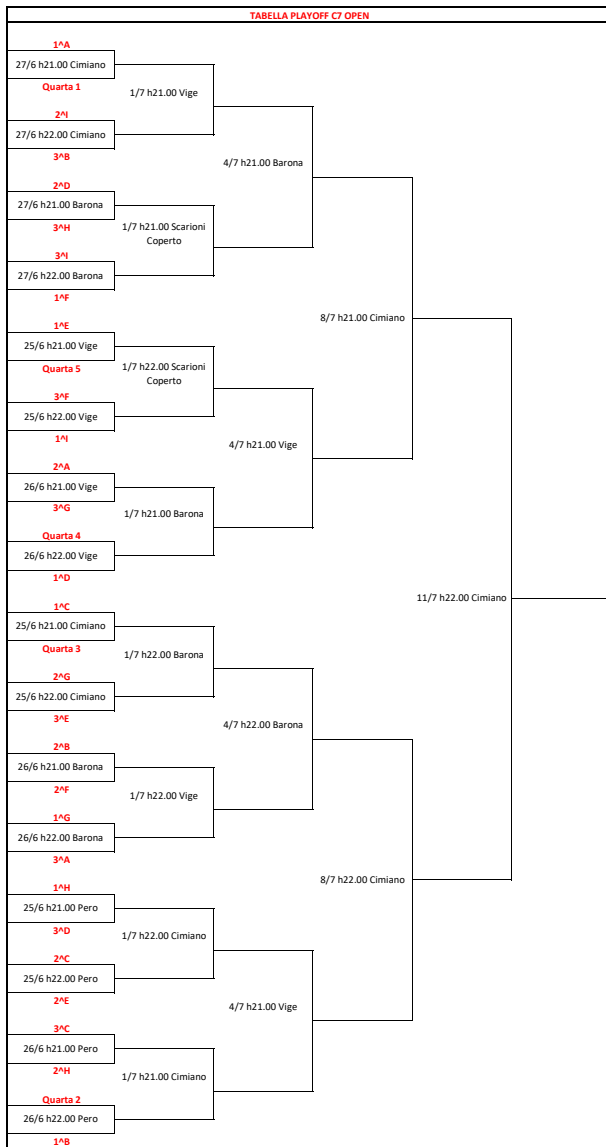 TABELLA PLAYOFF C7 OPEN
1^A
27/6 h21.00 Cimiano
Quarta 1
1/7 h21.00 Vige
2^I
27/6 h22.00 Cimiano
3^B
4/7 h21.00 Barona
2^D
27/6 h21.00 Barona
3^H
1/7 h21.00 Scarioni
Coperto
3^I
27/6 h22.00 Barona
1^F
8/7 h21.00 Cimiano
1^E
25/6 h21.00 Vige
Quarta 5
1/7 h22.00 Scarioni
Coperto
3^F
25/6 h22.00 Vige
1^I
4/7 h21.00 Vige
2^A
26/6 h21.00 Vige
3^G
1/7 h21.00 Barona
Quarta 4
26/6 h22.00 Vige
1^D
11/7 h22.00 Cimiano
1^C
25/6 h21.00 Cimiano
Quarta 3
1/7 h22.00 Barona
2^G
25/6 h22.00 Cimiano
3^E
4/7 h22.00 Barona
2^B
26/6 h21.00 Barona
2^F
1/7 h22.00 Vige
1^G
26/6 h22.00 Barona
3^A
8/7 h22.00 Cimiano
1^H
25/6 h21.00 Pero
3^D
1/7 h22.00 Cimiano
2^C
25/6 h22.00 Pero
2^E
4/7 h21.00 Vige
3^C
26/6 h21.00 Pero
2^H
1/7 h21.00 Cimiano
Quarta 2
26/6 h22.00 Pero
1^B